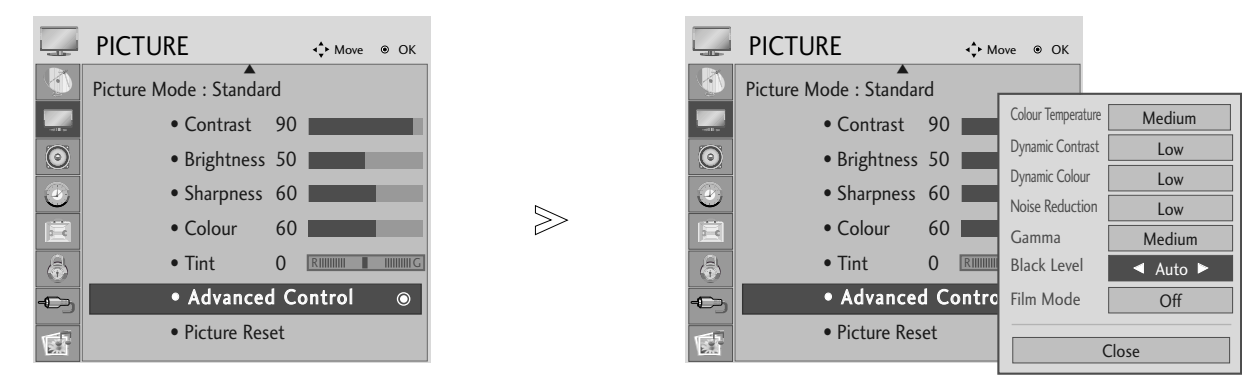 PICTURE Move OK
Picture Mode : Standard
• Contrast 90
• Brightness 50
• Sharpness 60
• Colour 60
• Tint 0 R G
• Advanced Control
• Picture Reset
PICTURE Move OK
Picture Mode : Standard
• Contrast 90
• Brightness 50
• Sharpness 60
• Colour 60
• Tint 0 R
• Advanced Contro
• Picture Reset
Colour Temperature Medium
Dynamic Contrast Low
Dynamic Colour Low
Noise Reduction Low
Gamma Medium
Black Level ◄ Auto ►
Film Mode Off
Close